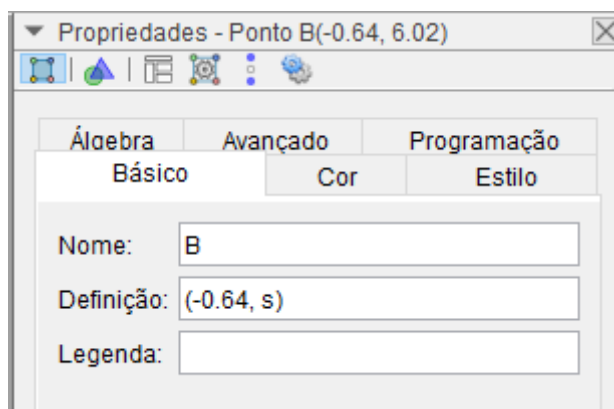 Propriedades - Ponto B(-0.64, 6.02)
Álgebra Avançado Programação
Básico Cor Estilo
Nome: B
Definição: (-0.64, s)
Legenda: